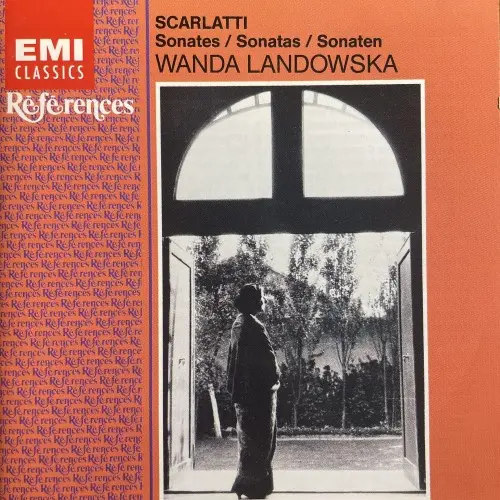 EMI
CLASSICS
Références
SCARLATTI
Sonates / Sonatas / Sonaten
WANDA LANDOWSKA